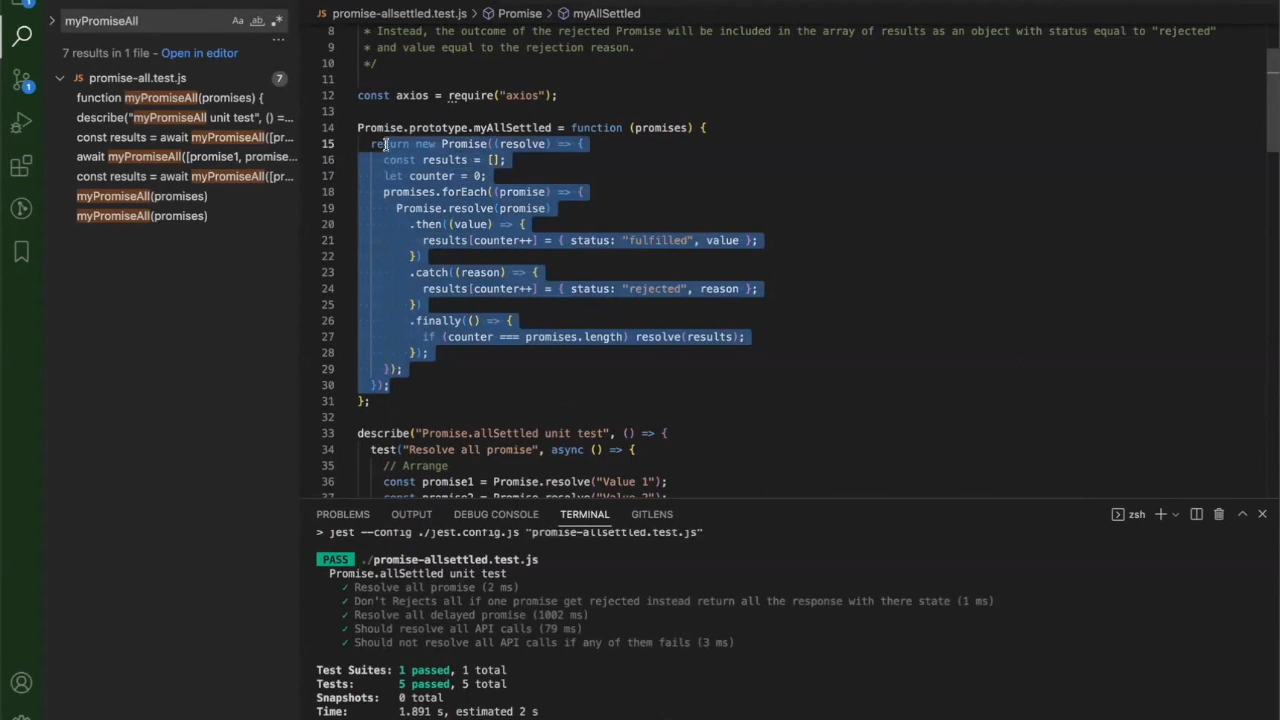 myPromiseAll
Aa
ab
.*
7 results in 1 file - Open in editor
JS promise-all.test.js
7
function myPromiseAll(promises) {
describe("myPromiseAll unit test", () =…
const results = await myPromiseAll([pr…
await myPromiseAll([promise1, promise…
const results = await myPromiseAll([pr…
myPromiseAll(promises)
myPromiseAll(promises)
1
1
JS promise-allsettled.test.js > Promise > myAllSettled
8 * Instead, the outcome of the rejected Promise will be included in the array of results as an object with status equal to "rejected"
9 * and value equal to the rejection reason.
10 */
11
12 const axios = require("axios");
13
14 Promise.prototype.myAllSettled = function (promises) {
15 return new Promise((resolve) => {
16 const results = [];
17 let counter = 0;
18 promises.forEach((promise) => {
19 Promise.resolve(promise)
20 .then((value) => {
21 results[counter++] = { status: "fulfilled", value };
22 })
23 .catch((reason) => {
24 results[counter++] = { status: "rejected", reason };
25 })
26 .finally(() => {
27 if (counter === promises.length) resolve(results);
28 });
29 });
30 });
31 };
32
33 describe("Promise.allSettled unit test", () => {
34 test("Resolve all promise", async () => {
35 // Arrange
36 const promise1 = Promise.resolve("Value 1");
37 const promise2 = Promise.resolve("Value 2");
PROBLEMS OUTPUT DEBUG CONSOLE TERMINAL GITLENS
zsh
> jest --config ./jest.config.js "promise-allsettled.test.js"
PASS ./promise-allsettled.test.js
Promise.allSettled unit test
✓ Resolve all promise (2 ms)
✓ Don't Rejects all if one promise get rejected instead return all the response with there state (1 ms)
✓ Resolve all delayed promise (1002 ms)
✓ Should resolve all API calls (79 ms)
✓ Should not resolve all API calls if any of them fails (3 ms)
Test Suites: 1 passed, 1 total
Tests: 5 passed, 5 total
Snapshots: 0 total
Time: 1.891 s, estimated 2 s